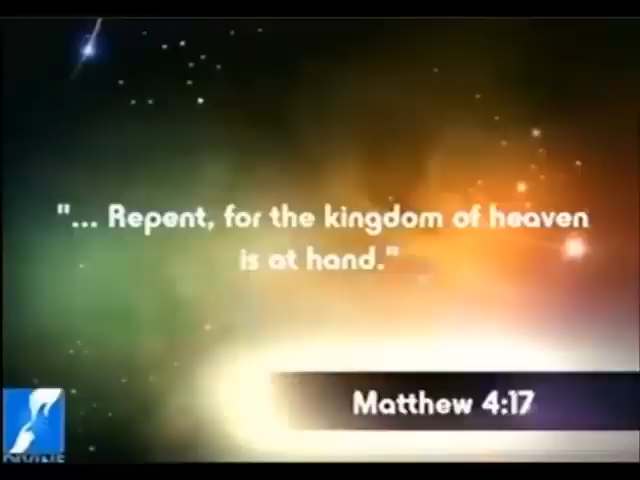 "... Repent, for the kingdom of heaven
is at hand."
Matthew 4:17